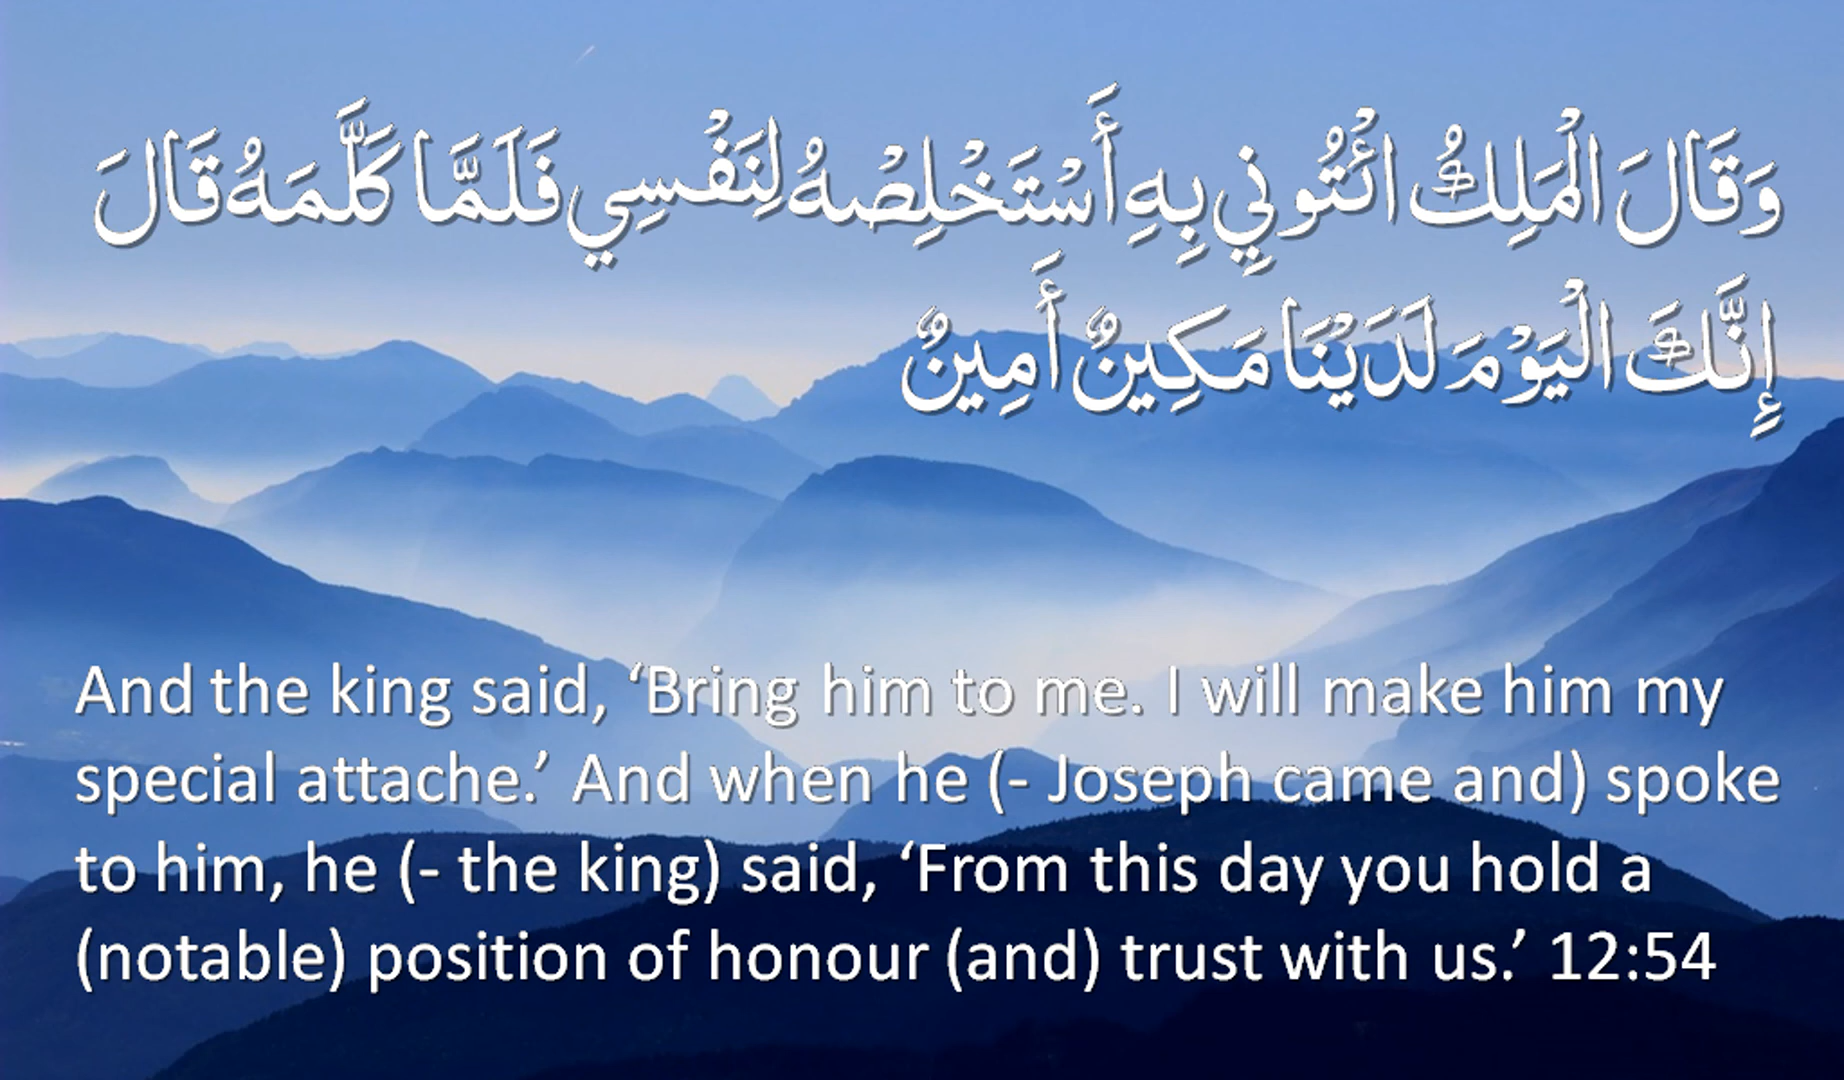 وَقَالَ الْمَلِكُ ائْتُونِي بِهِ أَسْتَخْلِصْهُ لِنَفْسِي فَلَمَّا كَلَّمَهُ قَالَ
إِنَّكَ الْيَوْمَ لَدَيْنَا مَكِينٌ أَمِينٌ
And the king said, ‘Bring him to me. I will make him my
special attache.’ And when he (- Joseph came and) spoke
to him, he (- the king) said, ‘From this day you hold a
(notable) position of honour (and) trust with us.’ 12:54